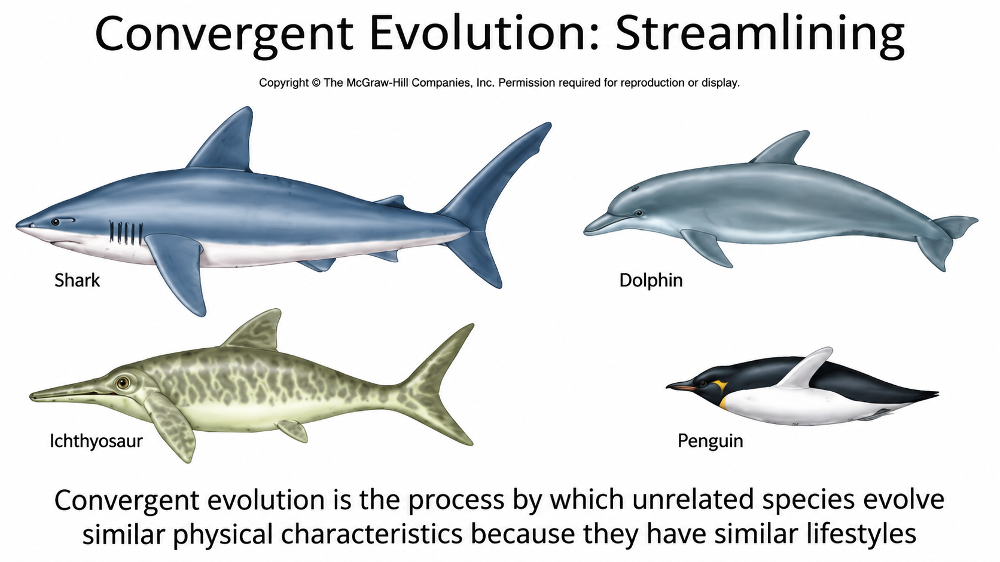 Convergent Evolution: Streamlining
Copyright © The McGraw-Hill Companies, Inc. Permission required for reproduction or display.
Shark
Dolphin
Ichthyosaur
Penguin
Convergent evolution is the process by which unrelated species evolve
similar physical characteristics because they have similar lifestyles